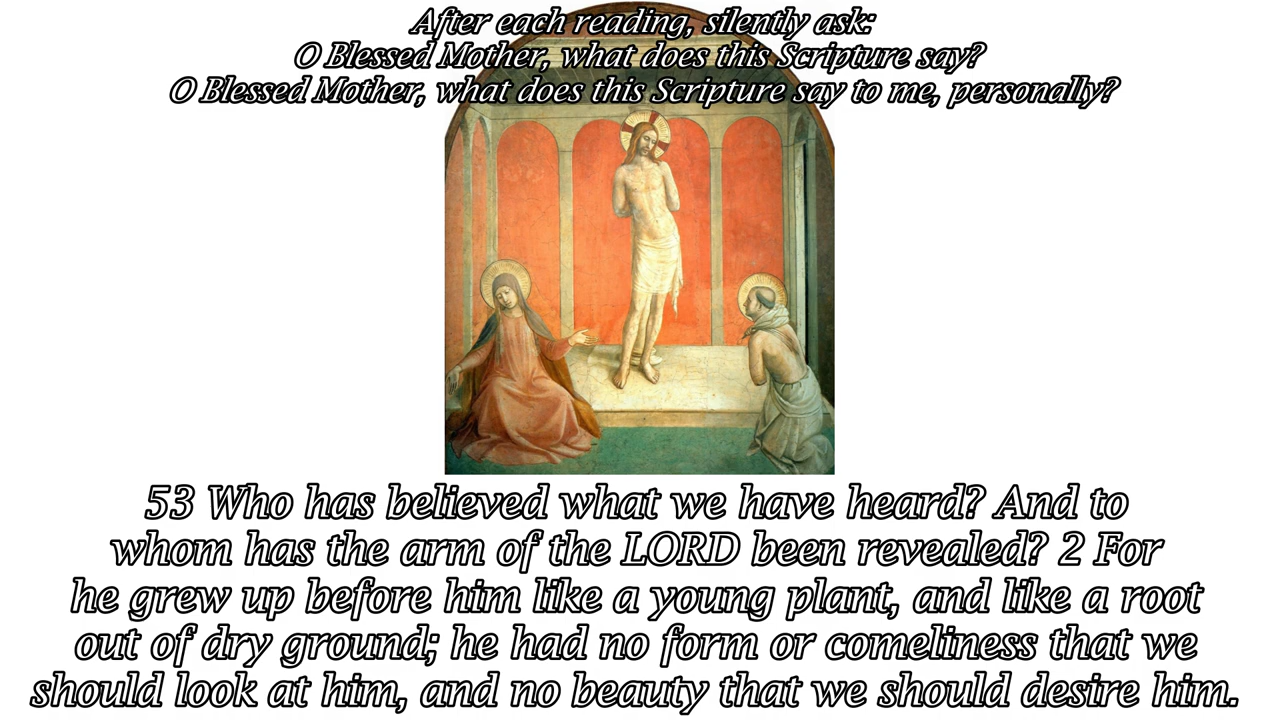 After each reading, silently ask:
O Blessed Mother, what does this Scripture say?
O Blessed Mother, what does this Scripture say to me, personally?
53 Who has believed what we have heard? And to
whom has the arm of the LORD been revealed? 2 For
he grew up before him like a young plant, and like a root
out of dry ground; he had no form or comeliness that we
should look at him, and no beauty that we should desire him.